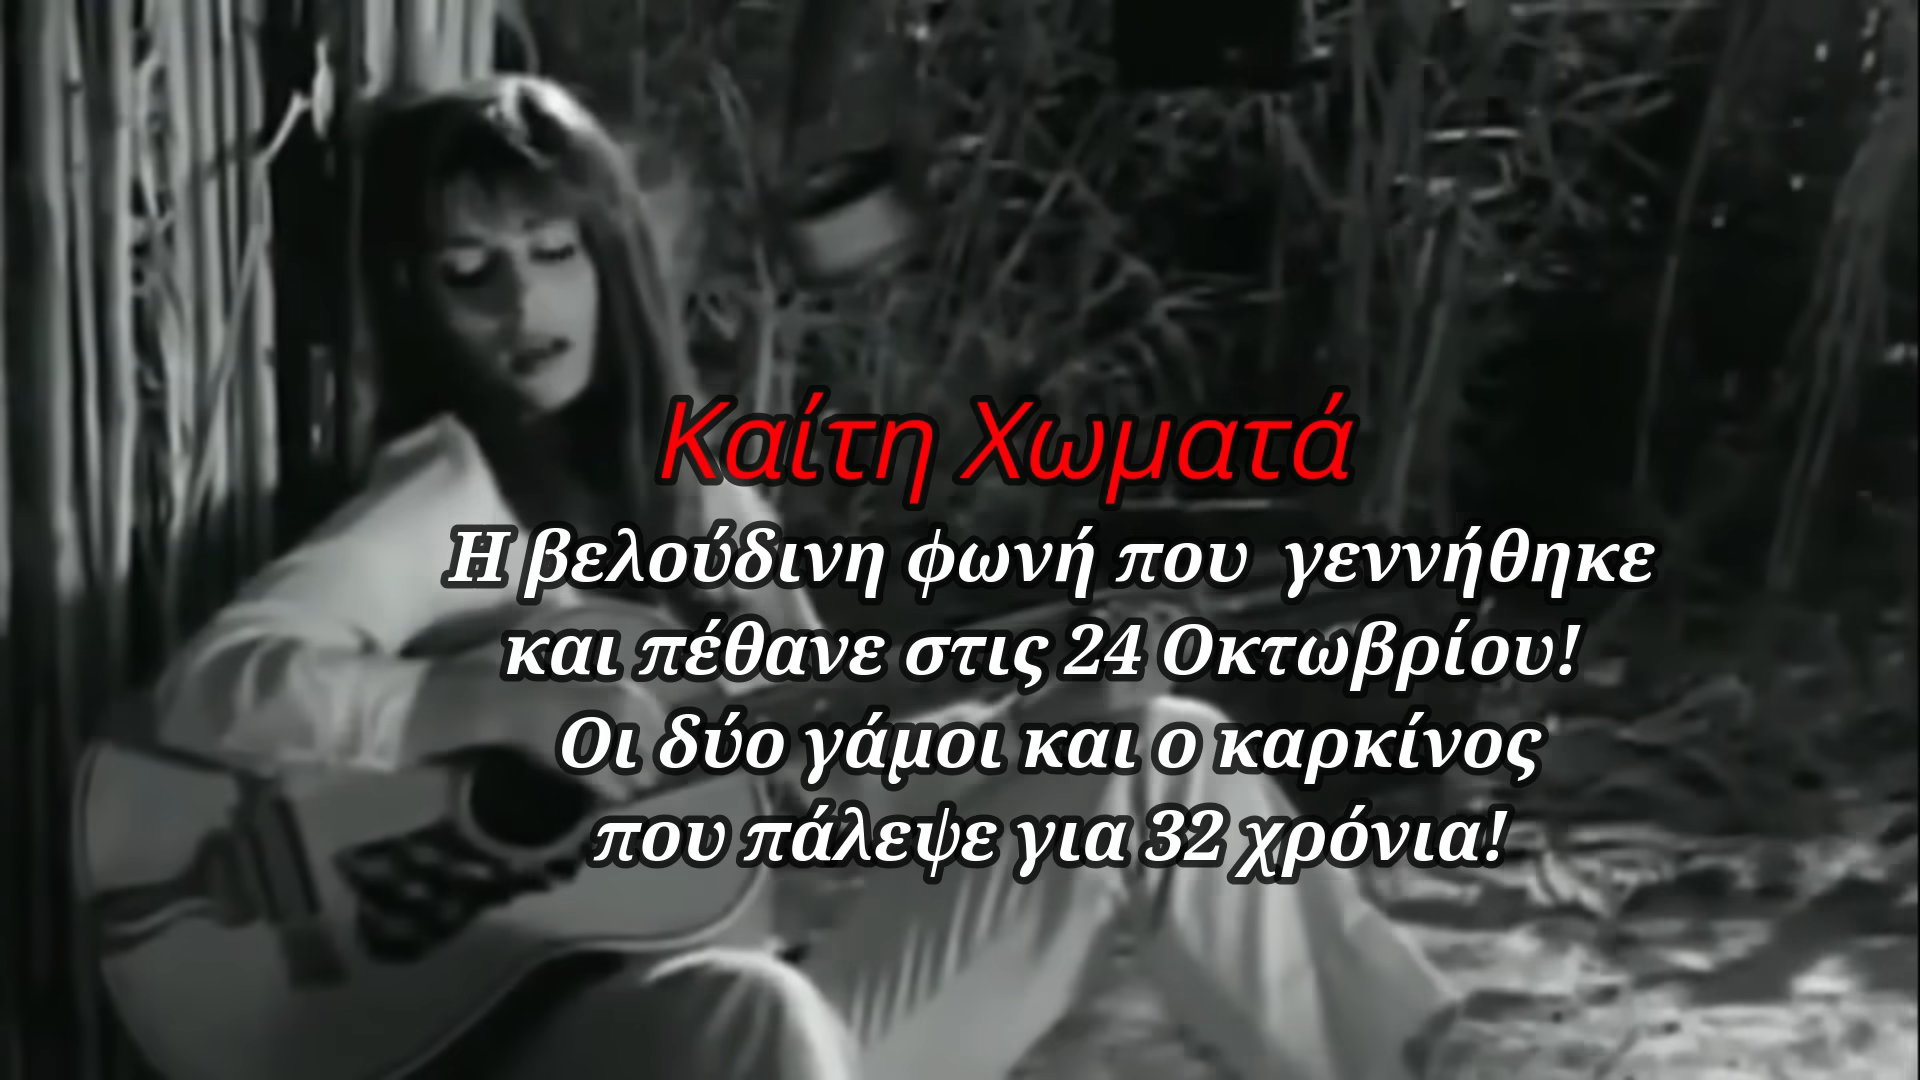 Καίτη Χωματά
Η βελούδινη φωνή που γεννήθηκε
και πέθανε στις 24 Οκτωβρίου!
Οι δύο γάμοι και ο καρκίνος
που πάλεψε για 32 χρόνια!